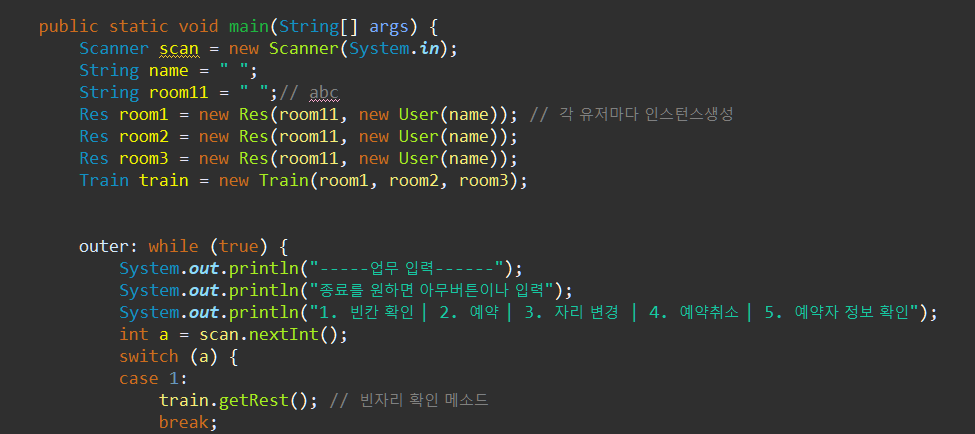 public static void main(String[] args) {
Scanner scan = new Scanner(System.in);
String name = " ";
String room11 = " ";// abc
Res room1 = new Res(room11, new User(name)); // 각 유저마다 인스턴스생성
Res room2 = new Res(room11, new User(name));
Res room3 = new Res(room11, new User(name));
Train train = new Train(room1, room2, room3);
outer: while (true) {
System.out.println("-----업무 입력------");
System.out.println("종료를 원하면 아무버튼이나 입력");
System.out.println("1. 빈칸 확인 | 2. 예약 | 3. 자리 변경 | 4. 예약취소 | 5. 예약자 정보 확인");
int a = scan.nextInt();
switch (a) {
case 1:
train.getRest(); // 빈자리 확인 메소드
break;